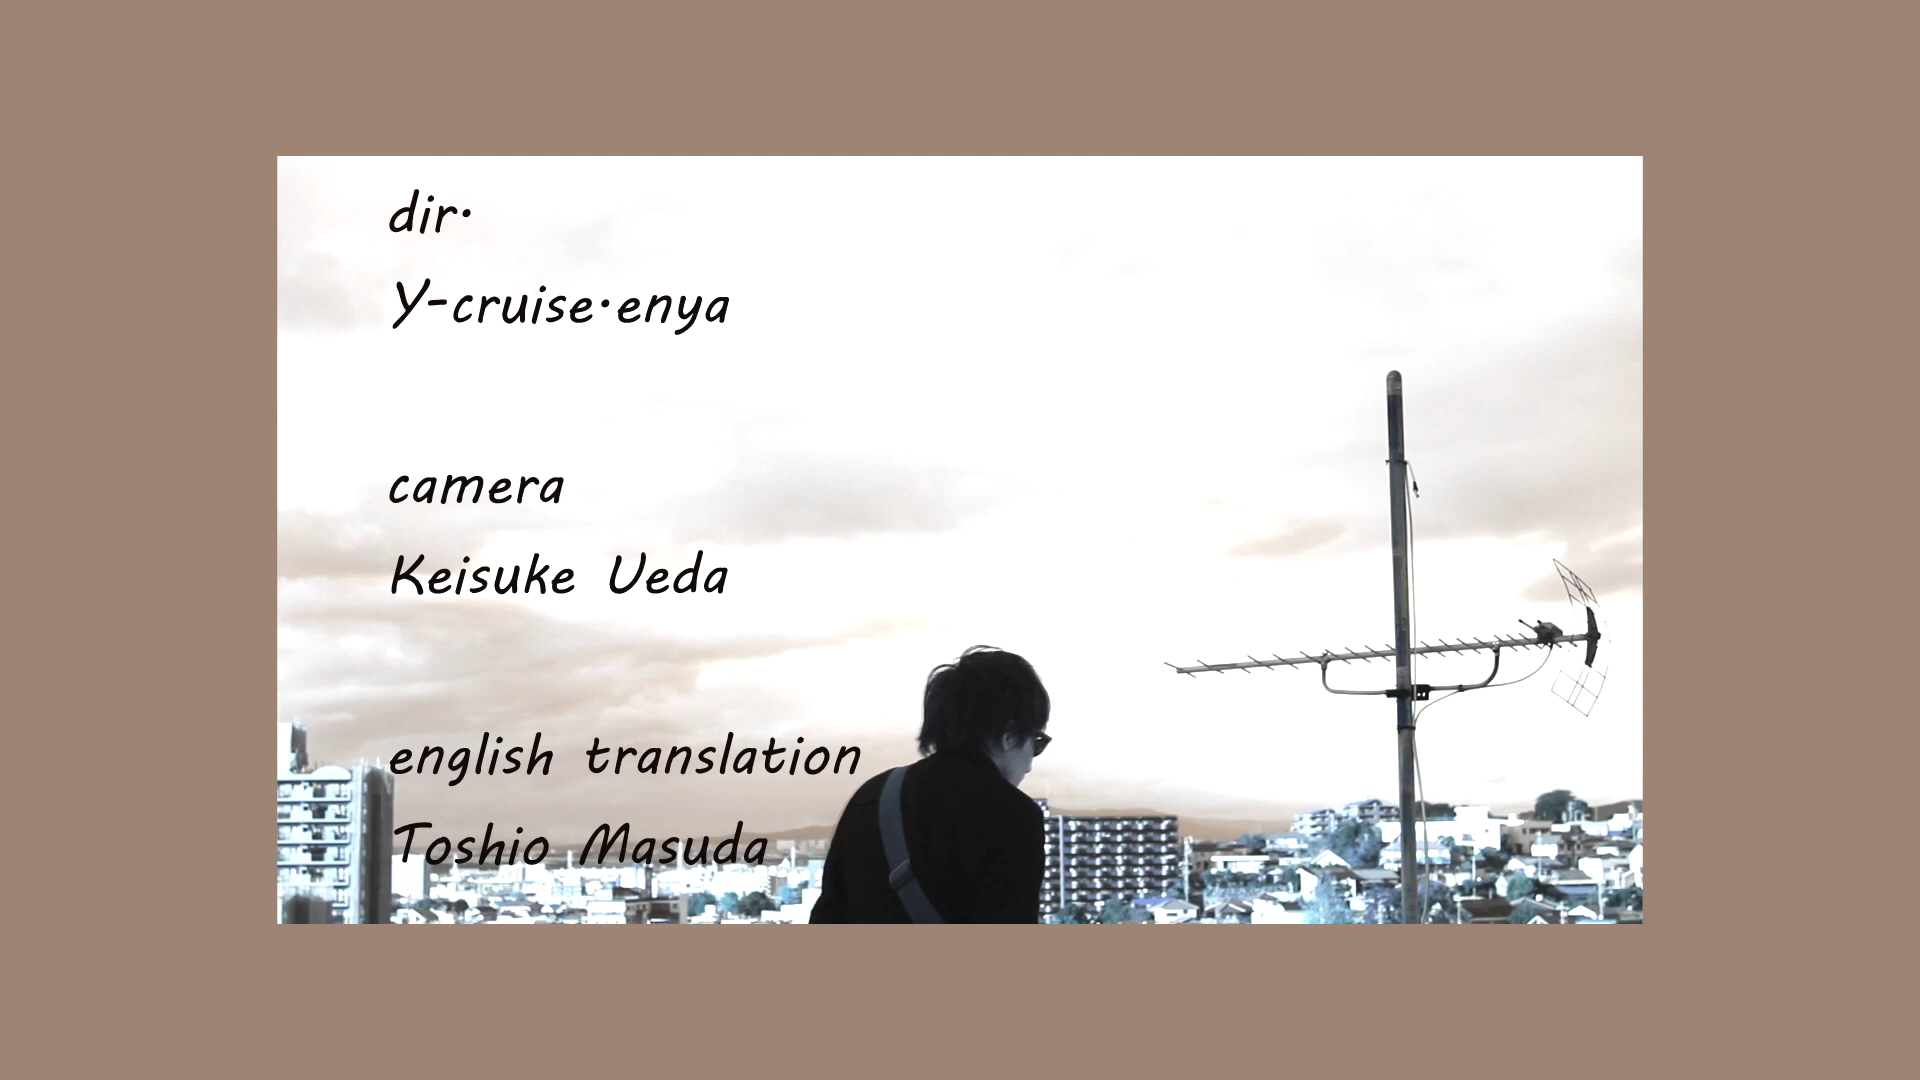 dir.
Y-cruise·enya
camera
Keisuke Ueda
english translation
Toshio Masuda